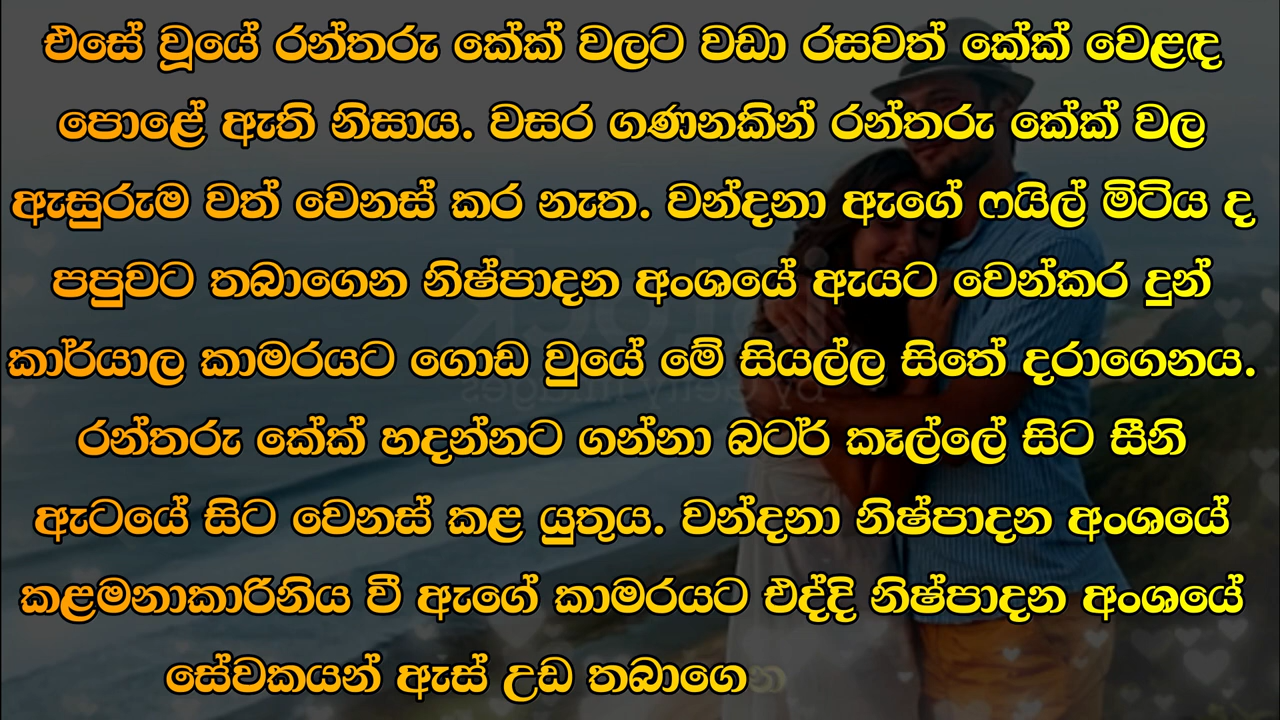 එසේ වූයේ රන්තරු කේක් වලට වඩා රසවත් කේක් වෙළඳ
පොළේ ඇති නිසාය. වසර ගණනකින් රන්තරු කේක් වල
ඇසුරුම වත් වෙනස් කර නැත. වන්දනා ඇගේ ෆයිල් මිටිය ද
පපුවට තබාගෙන නිෂ්පාදන අංශයේ ඇයට වෙන්කර දුන්
කාර්යාල කාමරයට ගොඩ වුයේ මේ සියල්ල සිතේ දරාගෙනය.
රන්තරු කේක් හදන්නට ගන්නා බටර් කෑල්ලේ සිට සීනි
ඇටයේ සිට වෙනස් කළ යුතුය. වන්දනා නිෂ්පාදන අංශයේ
කළමනාකාරිනිය වී ඇගේ කාමරයට එද්දි නිෂ්පාදන අංශයේ
සේවකයන් ඇස් උඩ තබාගෙන